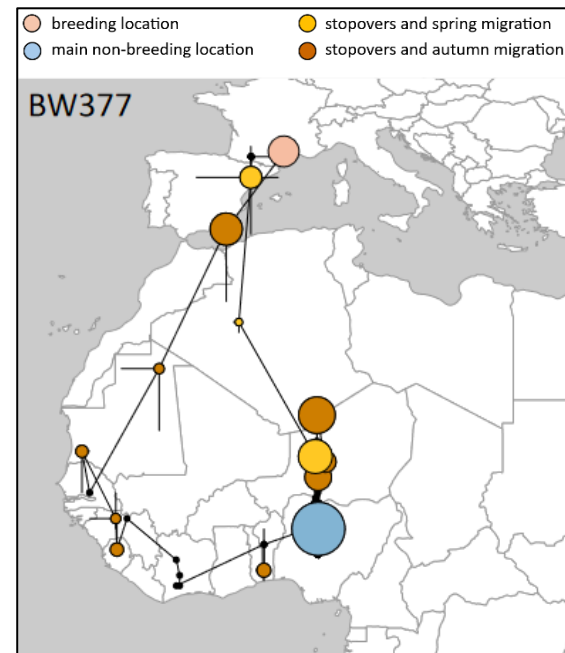 breeding location
main non-breeding location
stopovers and spring migration
stopovers and autumn migration
BW377